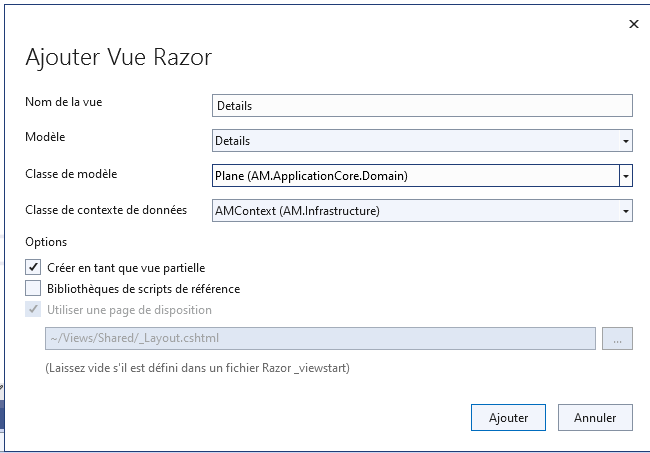 Ajouter Vue Razor
Nom de la vue
Details
Modèle
Details
Classe de modèle
Plane (AM.ApplicationCore.Domain)
Classe de contexte de données
AMContext (AM.Infrastructure)
Options
Créer en tant que vue partielle
Bibliothèques de scripts de référence
Utiliser une page de disposition
~/Views/Shared/_Layout.cshtml
...
(Laissez vide s'il est défini dans un fichier Razor _viewstart)
Ajouter
Annuler